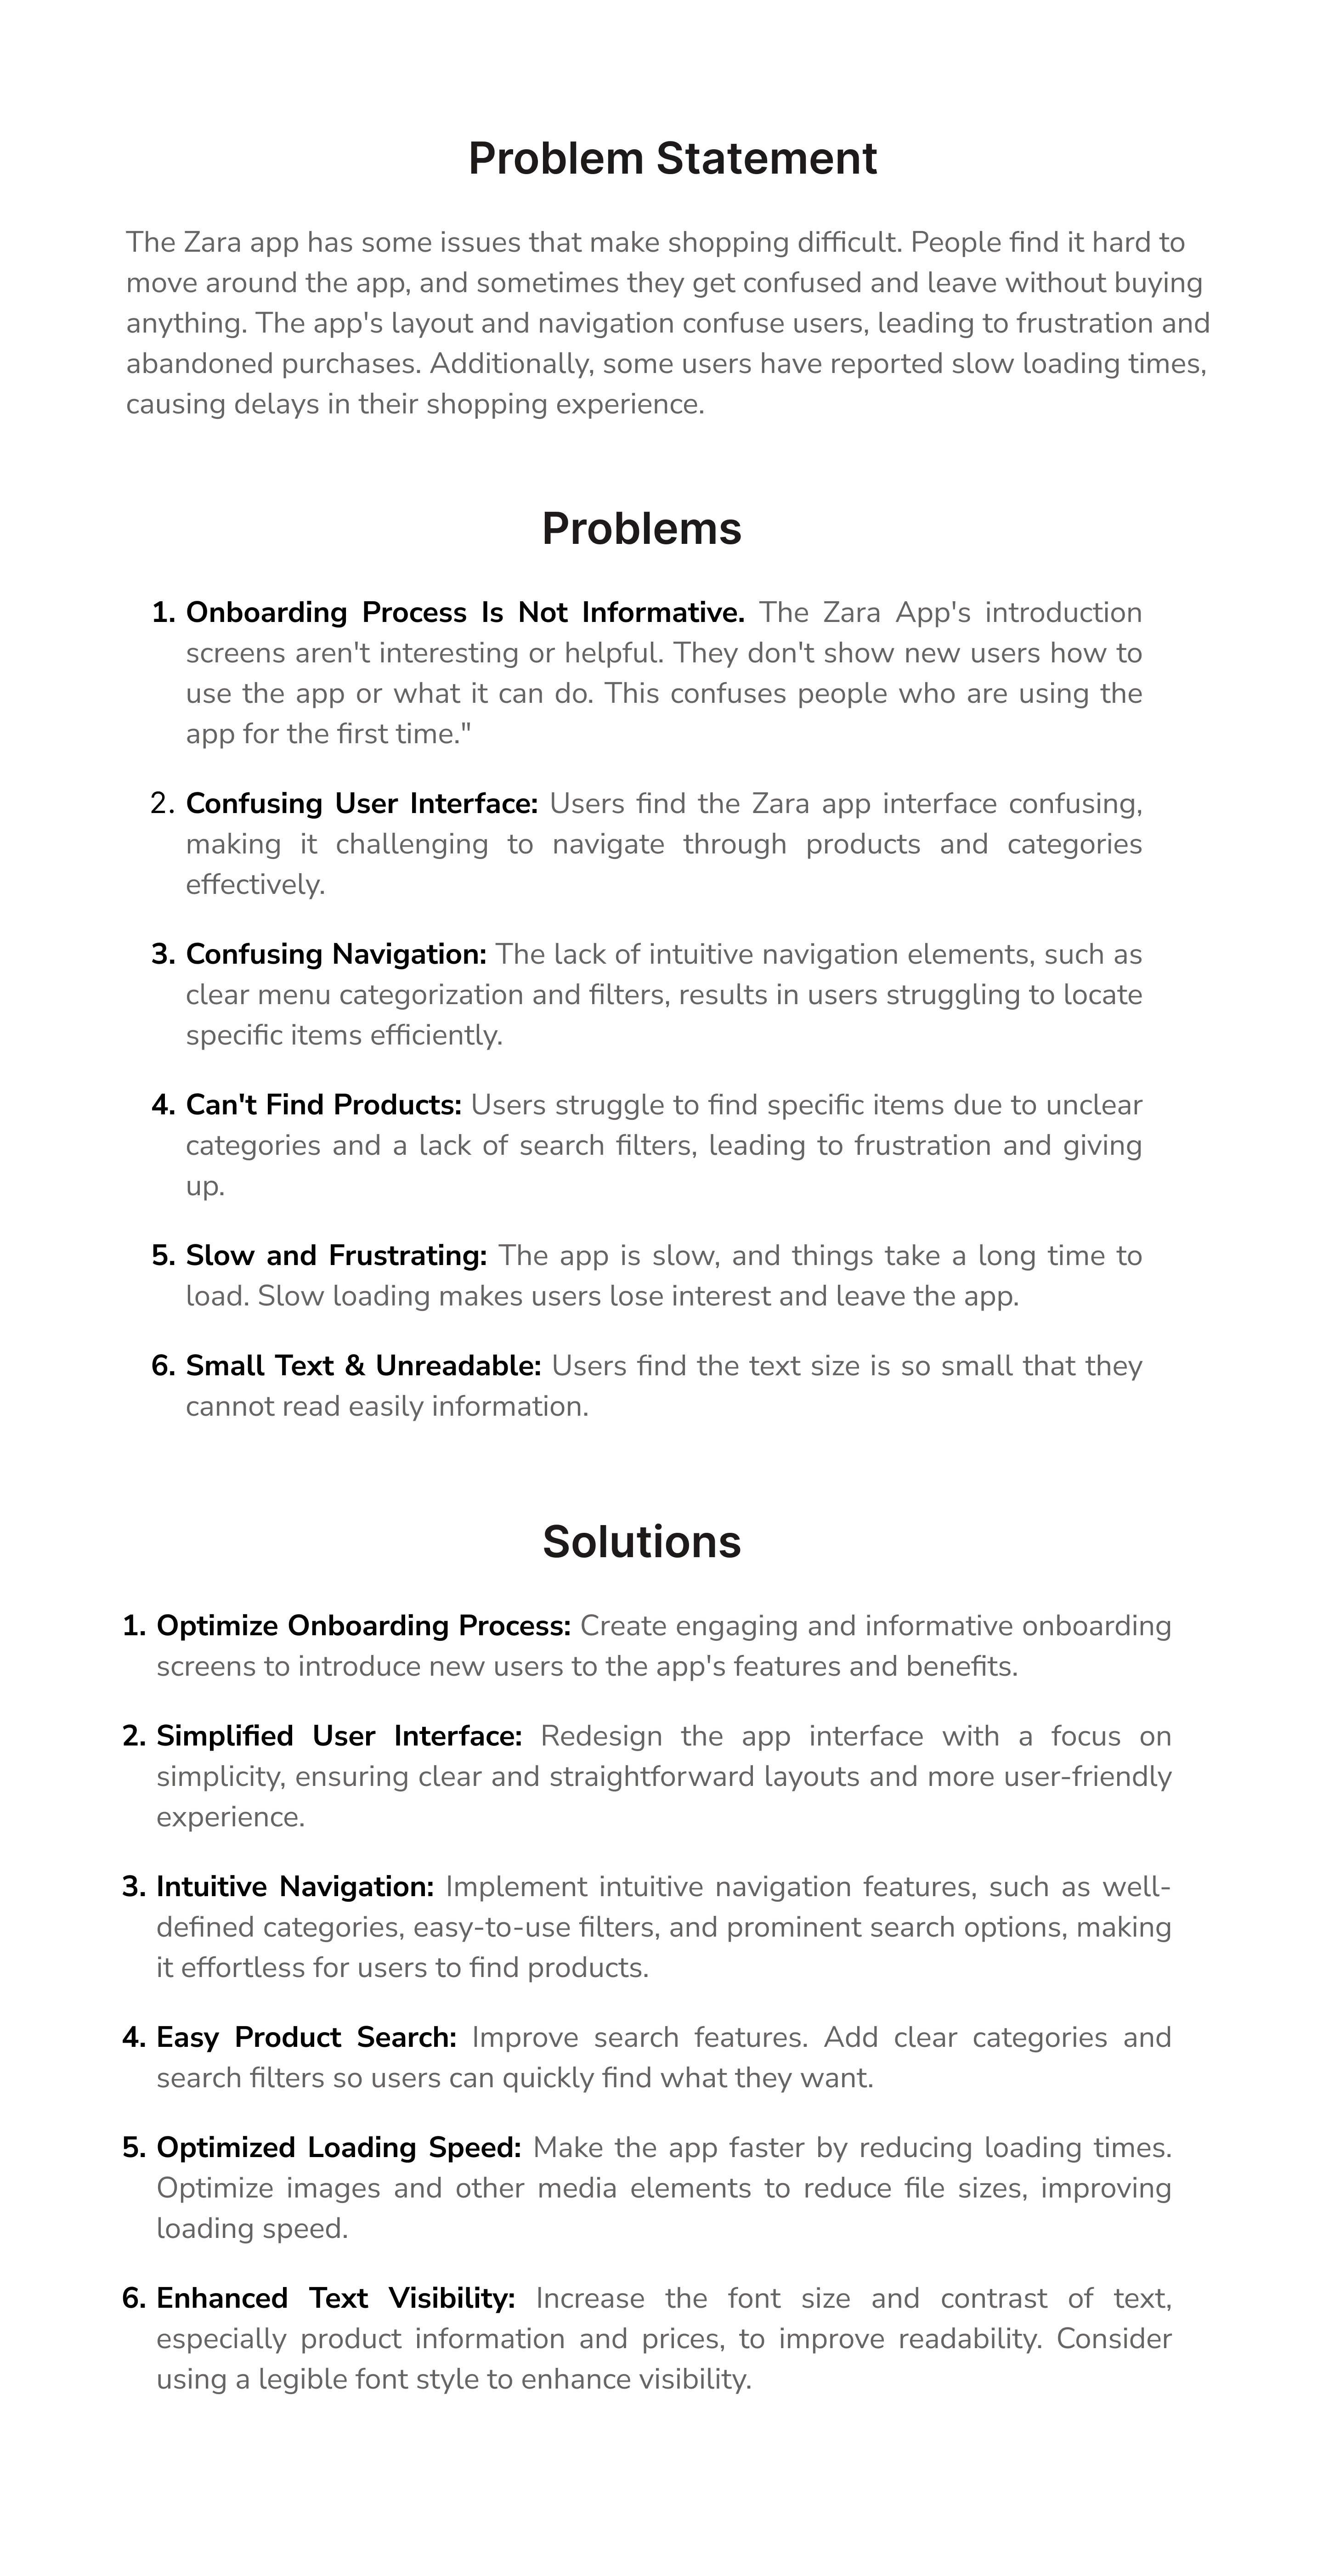 Problem Statement
The Zara app has some issues that make shopping difficult. People find it hard to
move around the app, and sometimes they get confused and leave without buying
anything. The app's layout and navigation confuse users, leading to frustration and
abandoned purchases. Additionally, some users have reported slow loading times,
causing delays in their shopping experience.
Problems
1. Onboarding Process Is Not Informative. The Zara App's introduction
screens aren't interesting or helpful. They don't show new users how to
use the app or what it can do. This confuses people who are using the
app for the first time."
2. Confusing User Interface: Users find the Zara app interface confusing,
making it challenging to navigate through products and categories
effectively.
3. Confusing Navigation: The lack of intuitive navigation elements, such as
clear menu categorization and filters, results in users struggling to locate
specific items efficiently.
4. Can't Find Products: Users struggle to find specific items due to unclear
categories and a lack of search filters, leading to frustration and giving
up.
5. Slow and Frustrating: The app is slow, and things take a long time to
load. Slow loading makes users lose interest and leave the app.
6. Small Text & Unreadable: Users find the text size is so small that they
cannot read easily information.
Solutions
1. Optimize Onboarding Process: Create engaging and informative onboarding
screens to introduce new users to the app's features and benefits.
2. Simplified User Interface: Redesign the app interface with a focus on
simplicity, ensuring clear and straightforward layouts and more user-friendly
experience.
3. Intuitive Navigation: Implement intuitive navigation features, such as well-
defined categories, easy-to-use filters, and prominent search options, making
it effortless for users to find products.
4. Easy Product Search: Improve search features. Add clear categories and
search filters so users can quickly find what they want.
5. Optimized Loading Speed: Make the app faster by reducing loading times.
Optimize images and other media elements to reduce file sizes, improving
loading speed.
6. Enhanced Text Visibility: Increase the font size and contrast of text,
especially product information and prices, to improve readability. Consider
using a legible font style to enhance visibility.